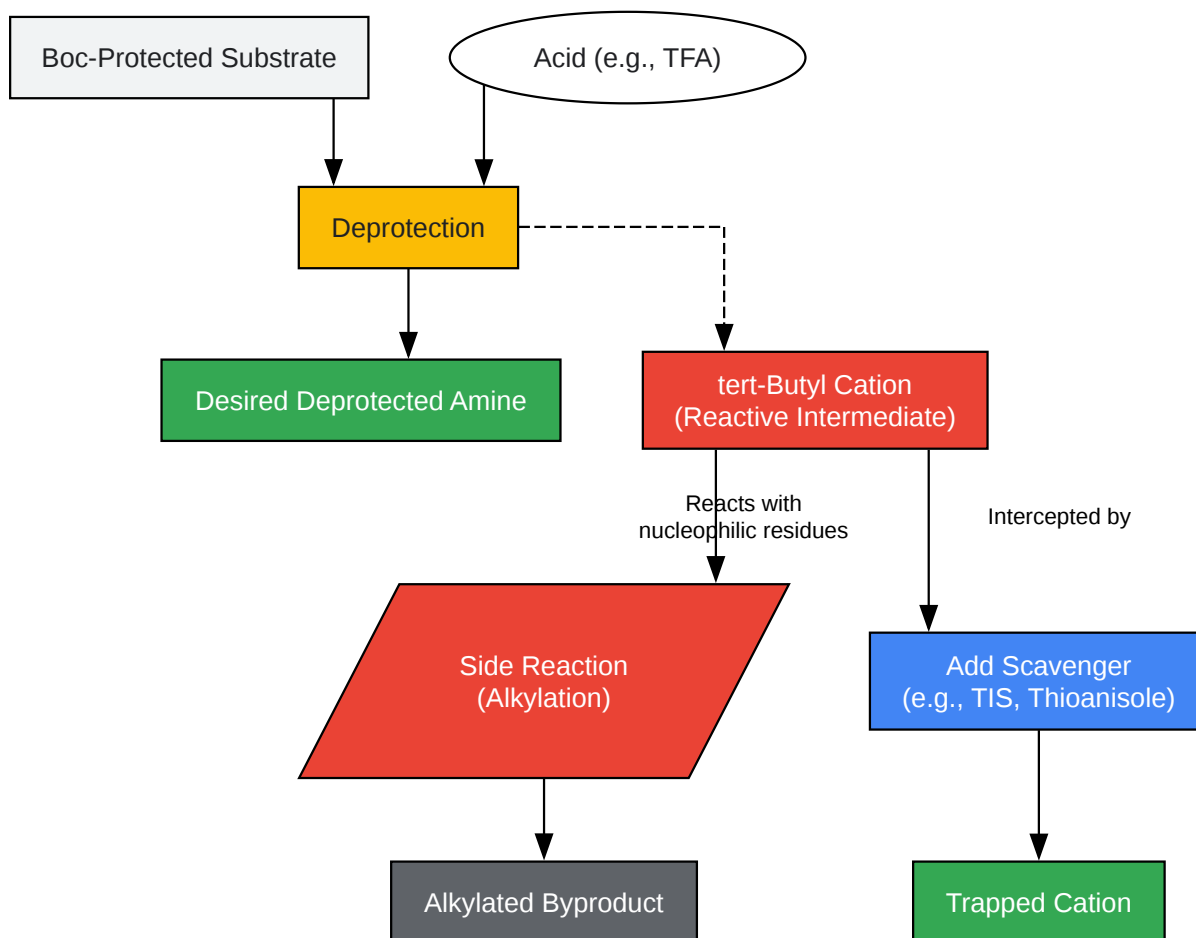 Boc-Protected Substrate
Acid (e.g., TFA)
Deprotection
Desired Deprotected Amine
tert-Butyl Cation
(Reactive Intermediate)
Reacts with
nucleophilic residues
Intercepted by
Side Reaction
(Alkylation)
Add Scavenger
(e.g., TIS, Thioanisole)
Alkylated Byproduct
Trapped Cation